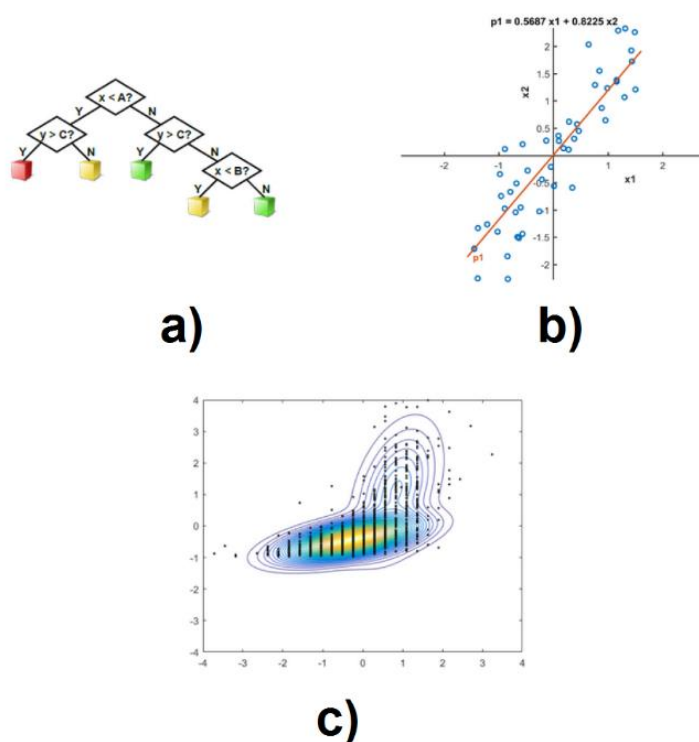 x < A?
Y N
y > C? y > C?
Y N Y N
x < B?
Y N
a)
p1 = 0.5687 x1 + 0.8225 x2
x2
2
1.5
1
0.5
-2 -1 1 2
x1
-0.5
-1
-1.5
-2
p1
b)
4
3
2
1
0
-1
-2
-3
-4
-4 -3 -2 -1 0 1 2 3 4
c)